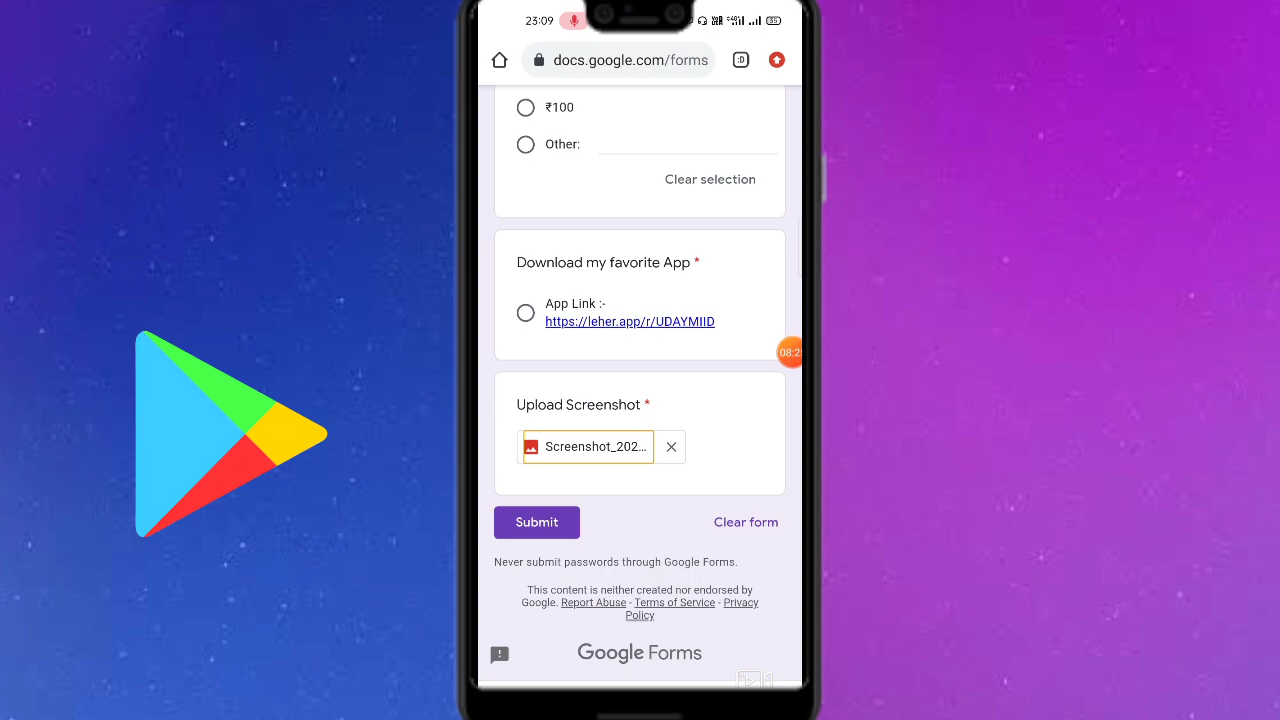 23:09
docs.google.com/forms
:D
₹100
Other:
Clear selection
Download my favorite App *
App Link :-
https://leher.app/r/UDAYMIID
08:2
Upload Screenshot *
Screenshot_202...
Submit
Clear form
Never submit passwords through Google Forms.
This content is neither created nor endorsed by
Google. Report Abuse - Terms of Service - Privacy
Policy
Google Forms